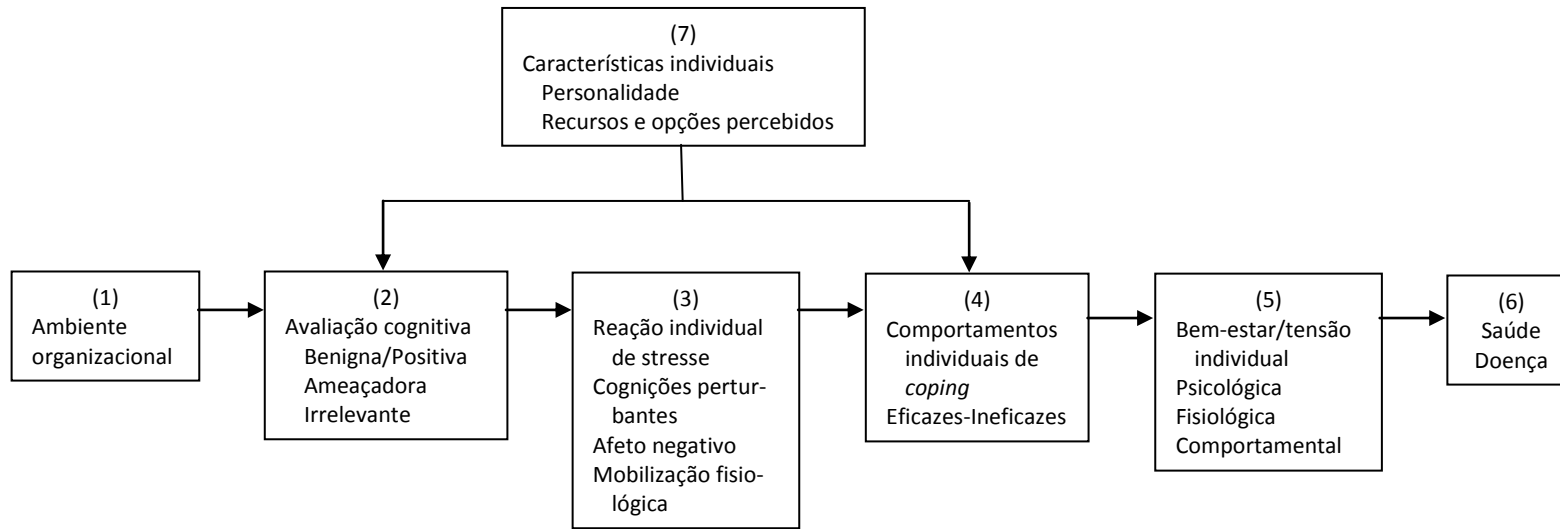 (7)
Características individuais
Personalidade
Recursos e opções percebidos
(1)
Ambiente
organizacional
(2)
Avaliação cognitiva
Benigna/Positiva
Ameaçadora
Irrelevante
(3)
Reação individual
de stresse
Cognições pertur-
bantes
Afeto negativo
Mobilização fisio-
lógica
(4)
Comportamentos
individuais de
coping
Eficazes-Ineficazes
(5)
Bem-estar/tensão
individual
Psicológica
Fisiológica
Comportamental
(6)
Saúde
Doença